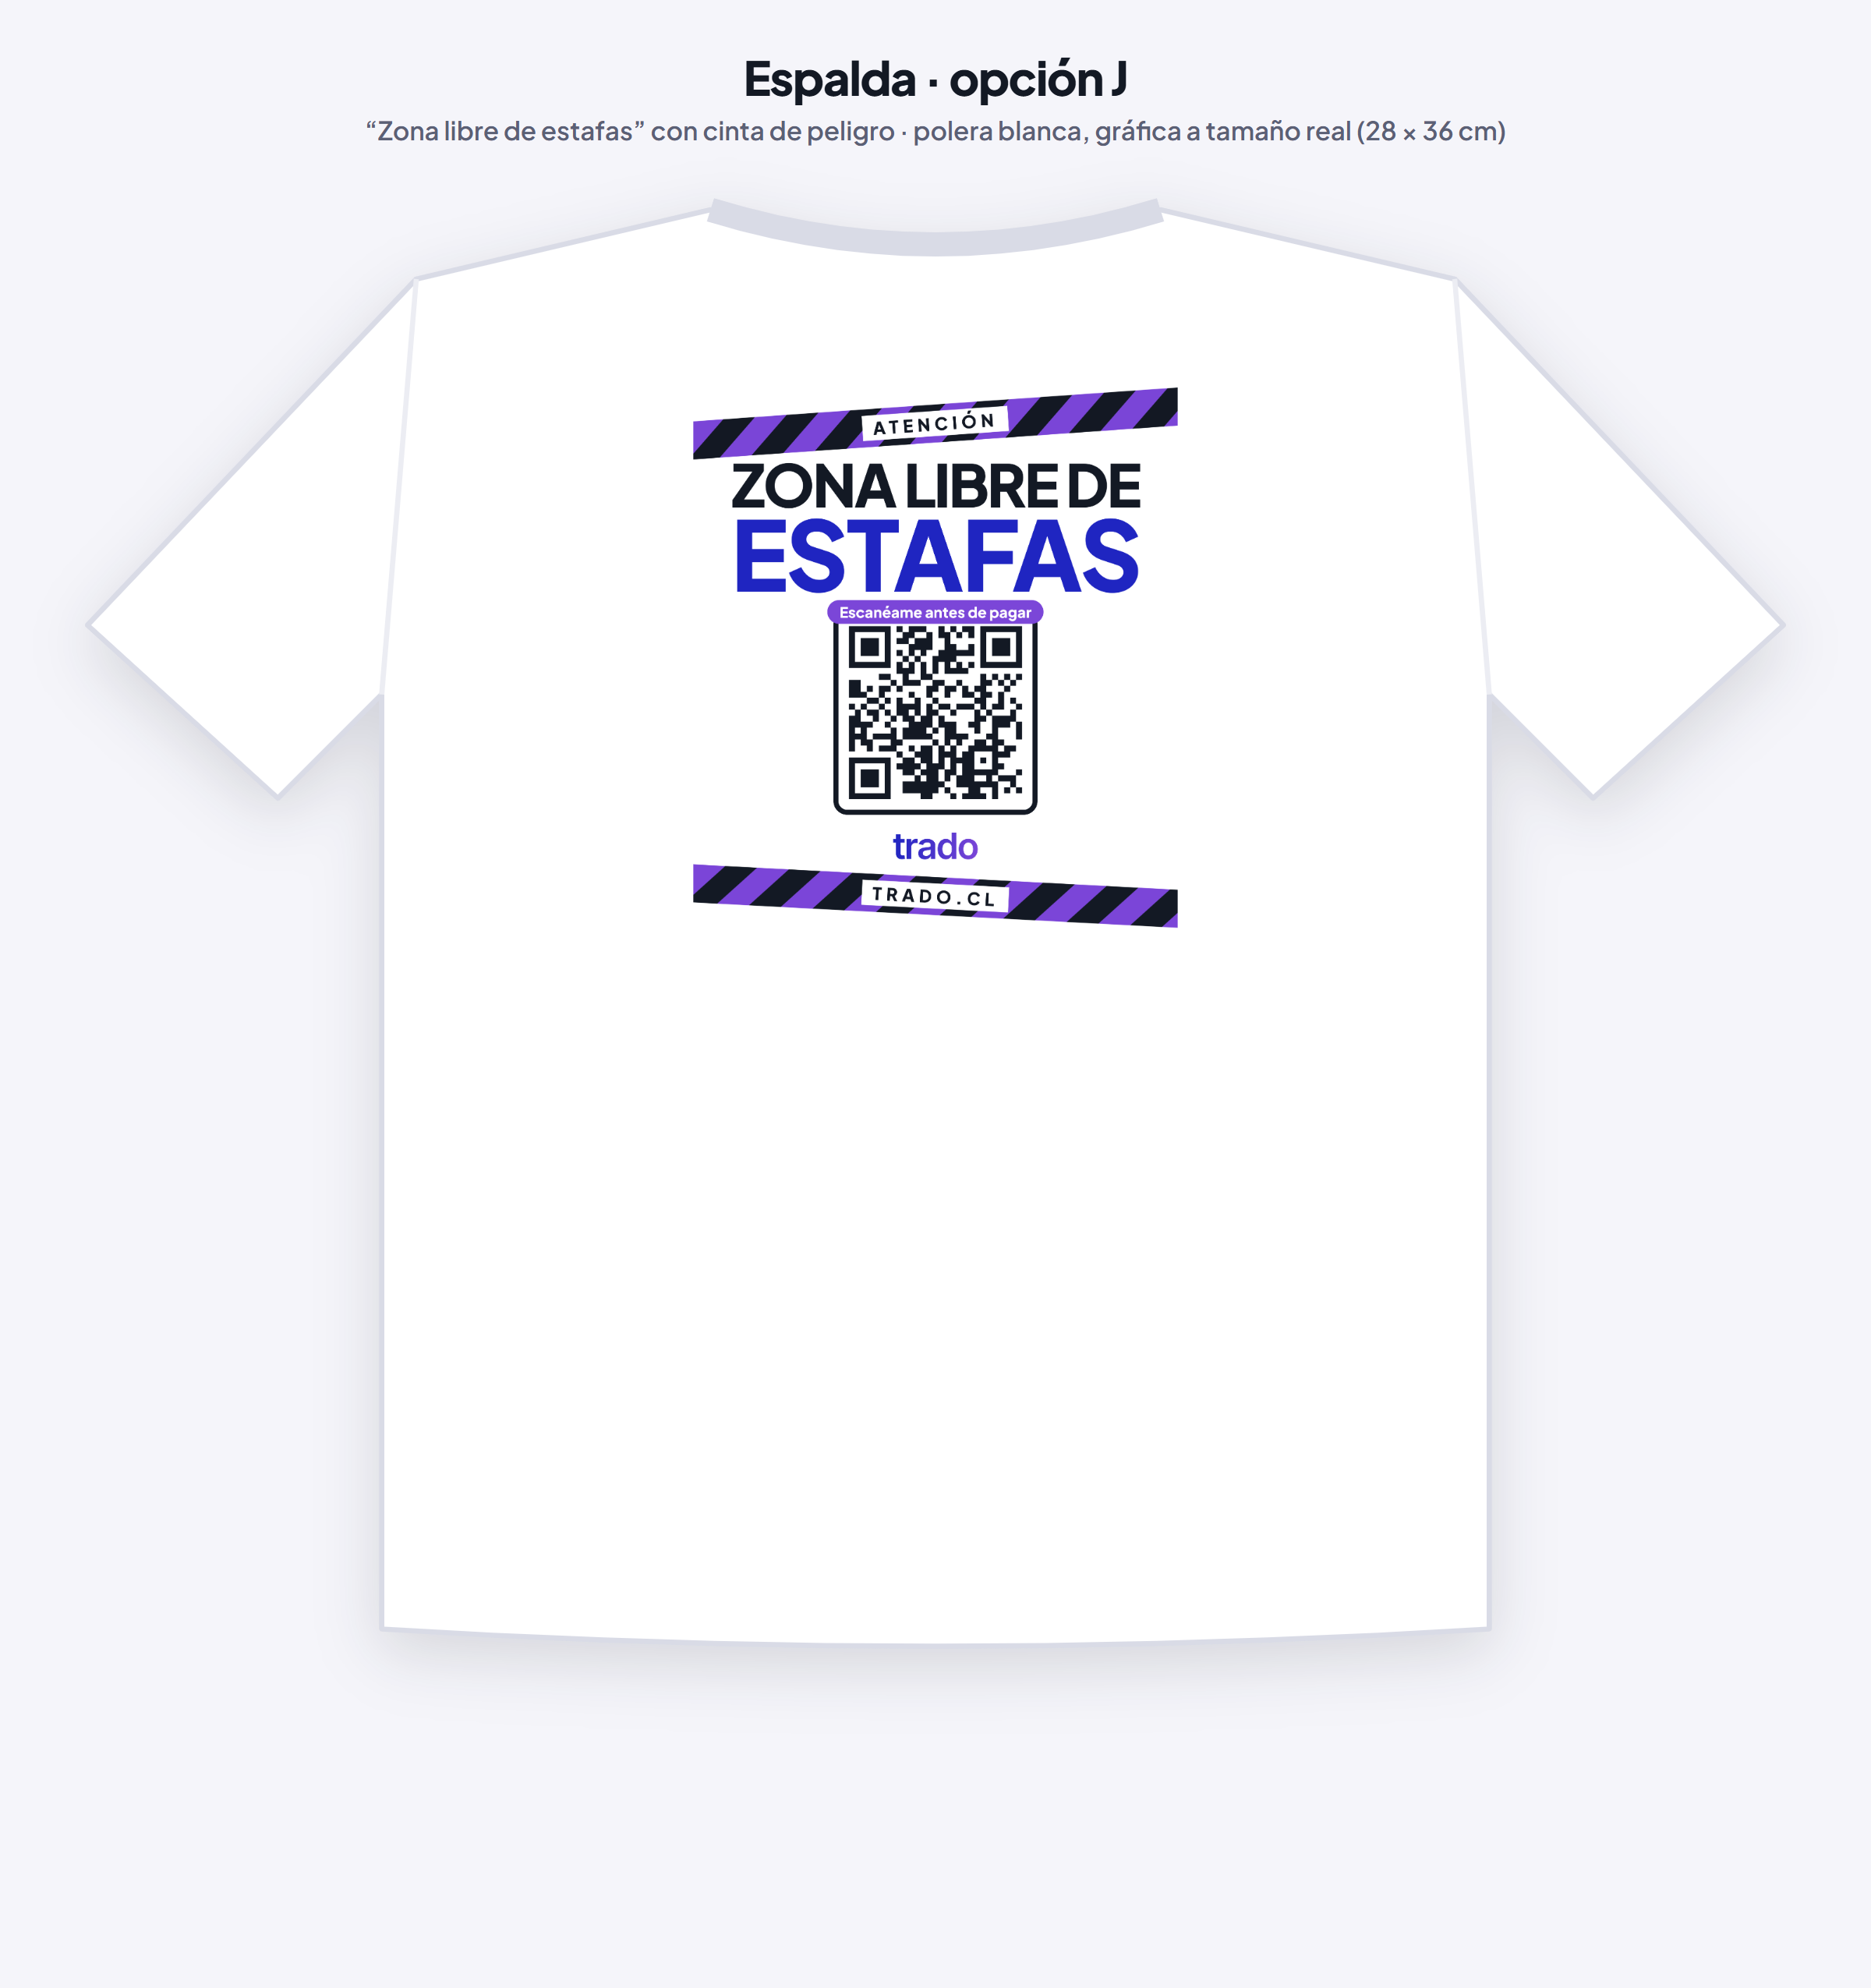 Espalda · opción J
“Zona libre de estafas” con cinta de peligro · polera blanca, gráfica a tamaño real (28 × 36 cm)
ATENCIÓN
ZONA LIBRE DE
ESTAFAS
Escanéame antes de pagar
trado
TRADO.CL